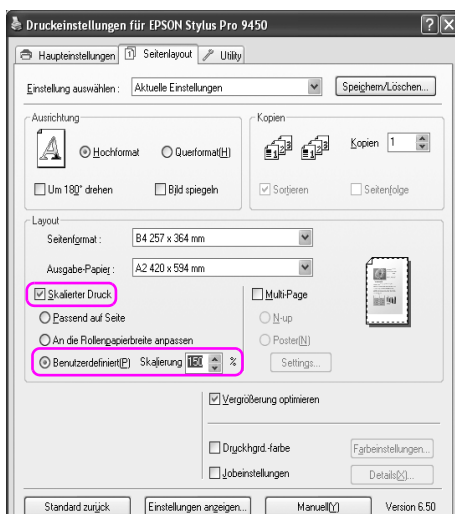 Druckeinstellungen für EPSON Stylus Pro 9450
Haupteinstellungen Seitenlayout Utility
Einstellung auswählen : Aktuelle Einstellungen Speichern/Löschen...
Ausrichtung Kopien
Hochformat Querformat(H) Kopien 1
Um 180° drehen Bild spiegeln Sortieren Seitenfolge
Layout
Seitenformat : B4 257 x 364 mm
Ausgabe-Papier : A2 420 x 594 mm
Skalierter Druck Multi-Page
Passend auf Seite N-up
An die Rollenpapierbreite anpassen Poster(N)
Benutzerdefiniert(P) Skalierung 150 % Settings...
Vergrößerung optimieren
Druckhgrd.-farbe Farbeinstellungen...
Jobeinstellungen Details(X)...
Standard zurück Einstellungen anzeigen... Manuell(Y) Version 6.50